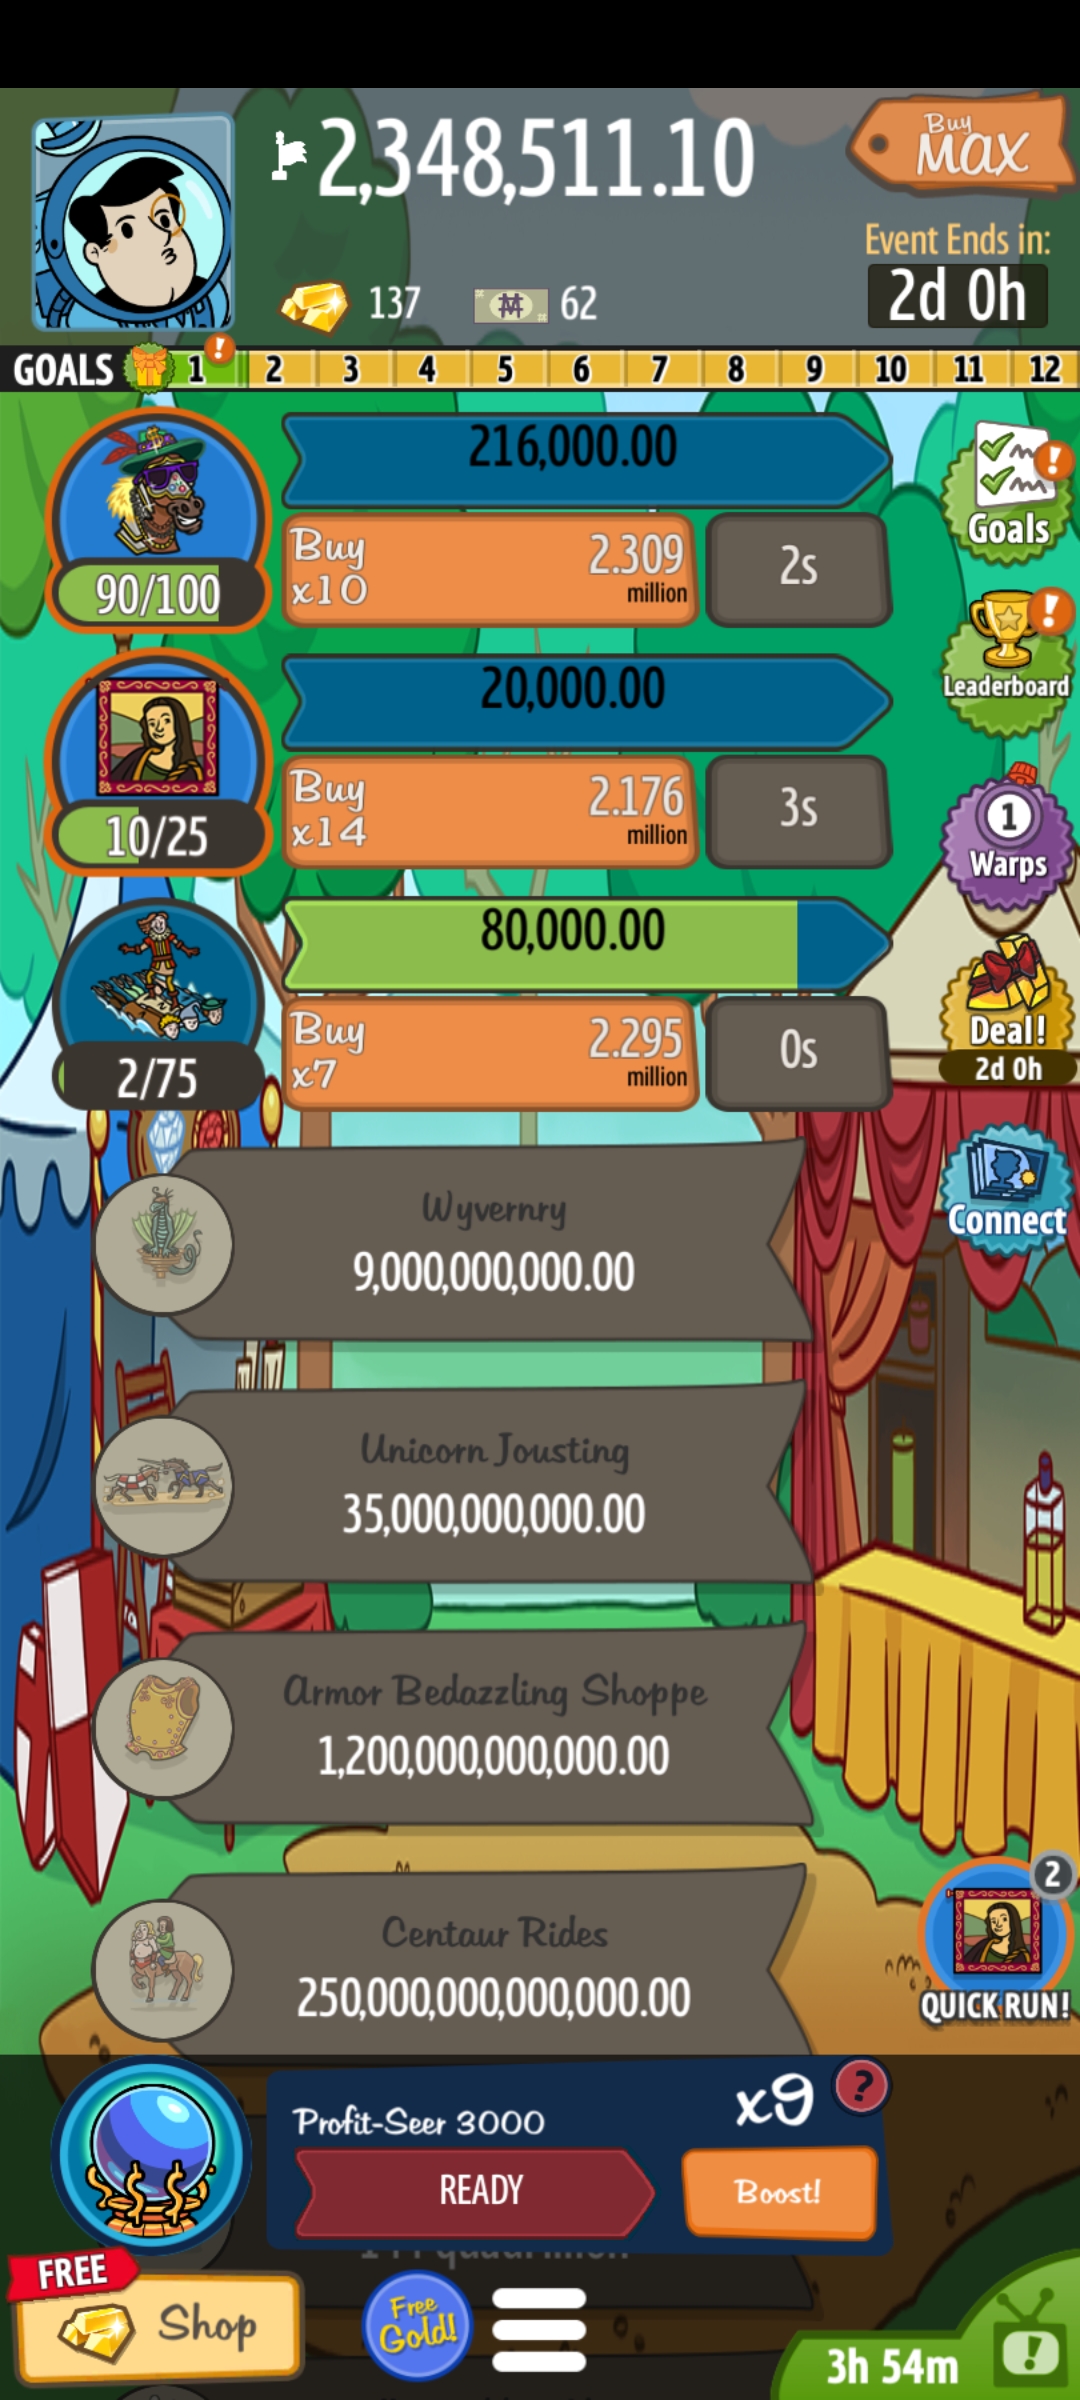 2,348,511.10
Buy
MAX
Event Ends in:
2d 0h
137
62
GOALS 1 ! 2 3 4 5 6 7 8 9 10 11 12
216,000.00
Buy
x10
2.309
million
2s
90/100
!
Goals
20,000.00
Buy
x14
2.176
million
3s
10/25
!
Leaderboard
1
Warps
80,000.00
Buy
x7
2.295
million
0s
2/75
Deal!
2d 0h
Connect
Wyvernry
9,000,000,000.00
Unicorn Jousting
35,000,000,000.00
Armor Bedazzling Shoppe
1,200,000,000,000.00
Centaur Rides
250,000,000,000,000.00
2
QUICK RUN!
Profit-Seer 3000
x9
?
READY
Boost!
FREE
Shop
Free
Gold!
3h 54m
!